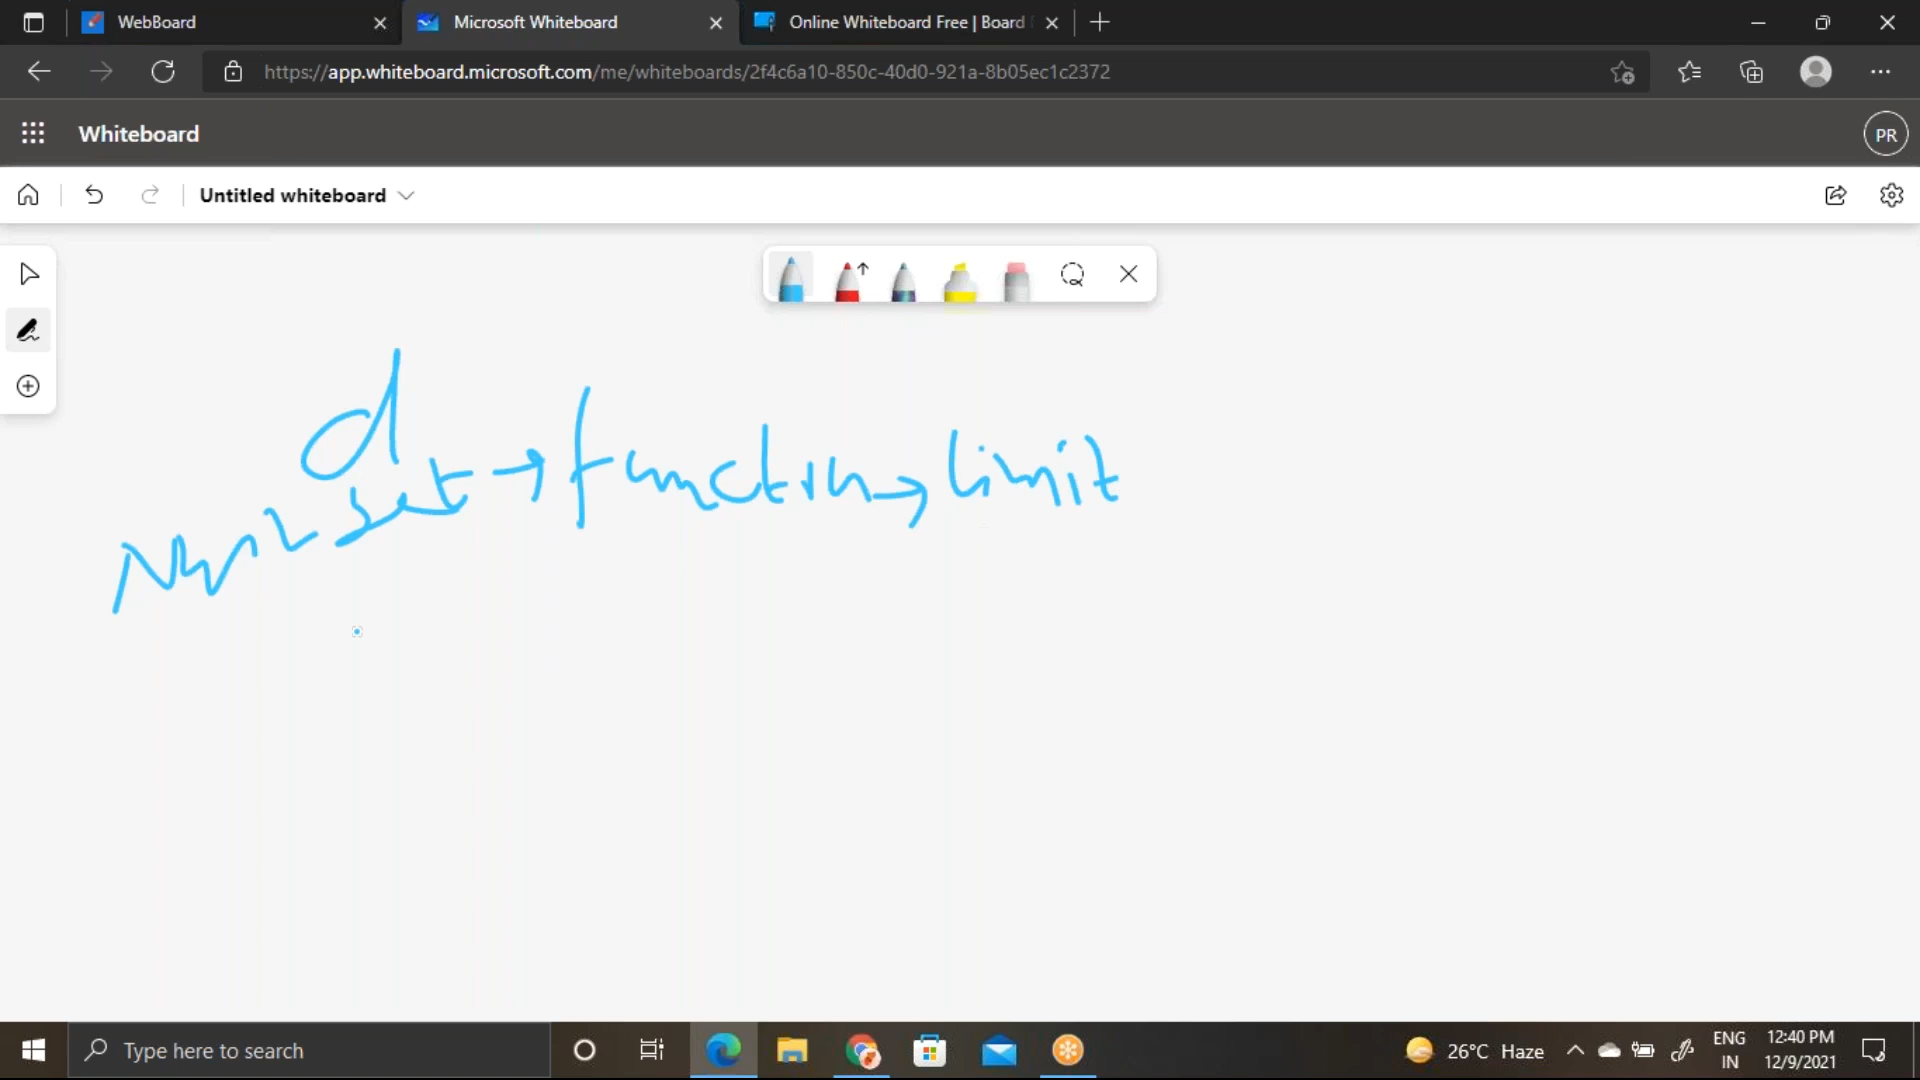 WebBoard
Microsoft Whiteboard
Online Whiteboard Free | Board
https://app.whiteboard.microsoft.com/me/whiteboards/2f4c6a10-850c-40d0-921a-8b05ec1c2372
Whiteboard
PR
Untitled whiteboard
d
set → function → limit
Type here to search
26°C Haze
ENG
IN
12:40 PM
12/9/2021